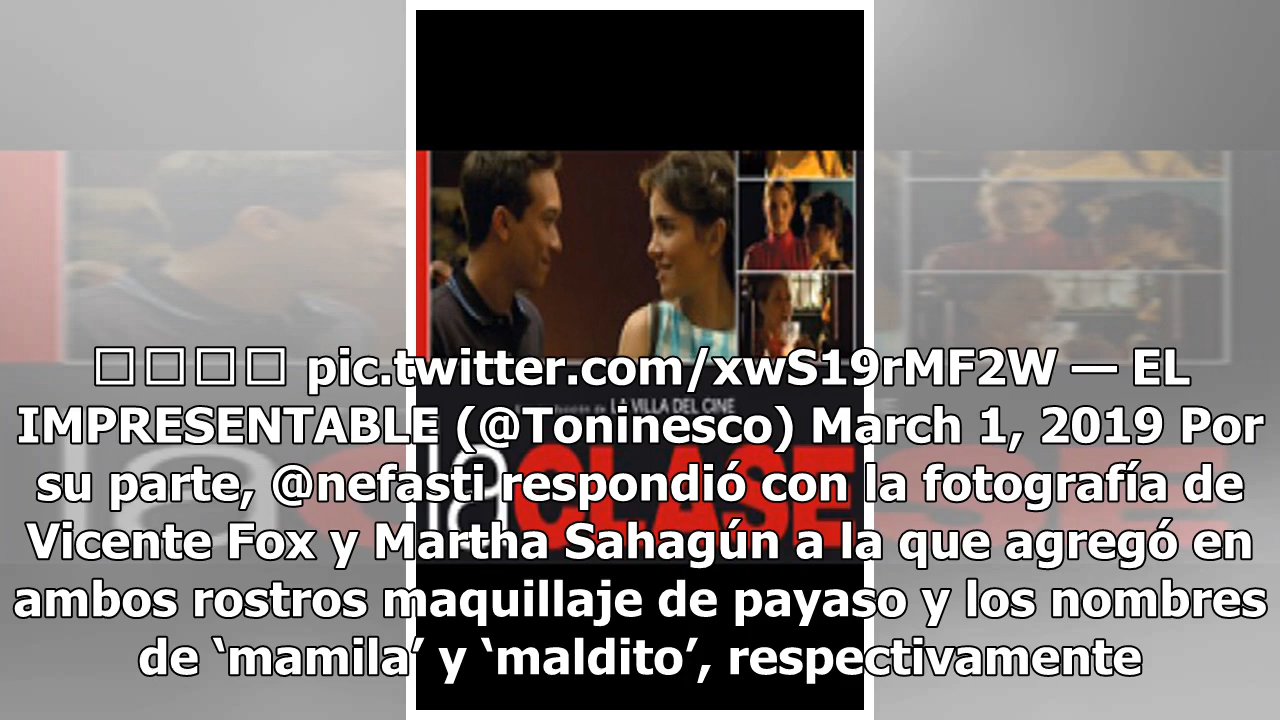 □□□□ pic.twitter.com/xwS19rMF2W — EL
IMPRESENTABLE (@Toninesco) March 1, 2019 Por
su parte, @nefasti respondió con la fotografía de
Vicente Fox y Martha Sahagún a la que agregó en
ambos rostros maquillaje de payaso y los nombres
de ‘mamila’ y ‘maldito’, respectivamente
LA VILLA DEL CINE
la CLASE